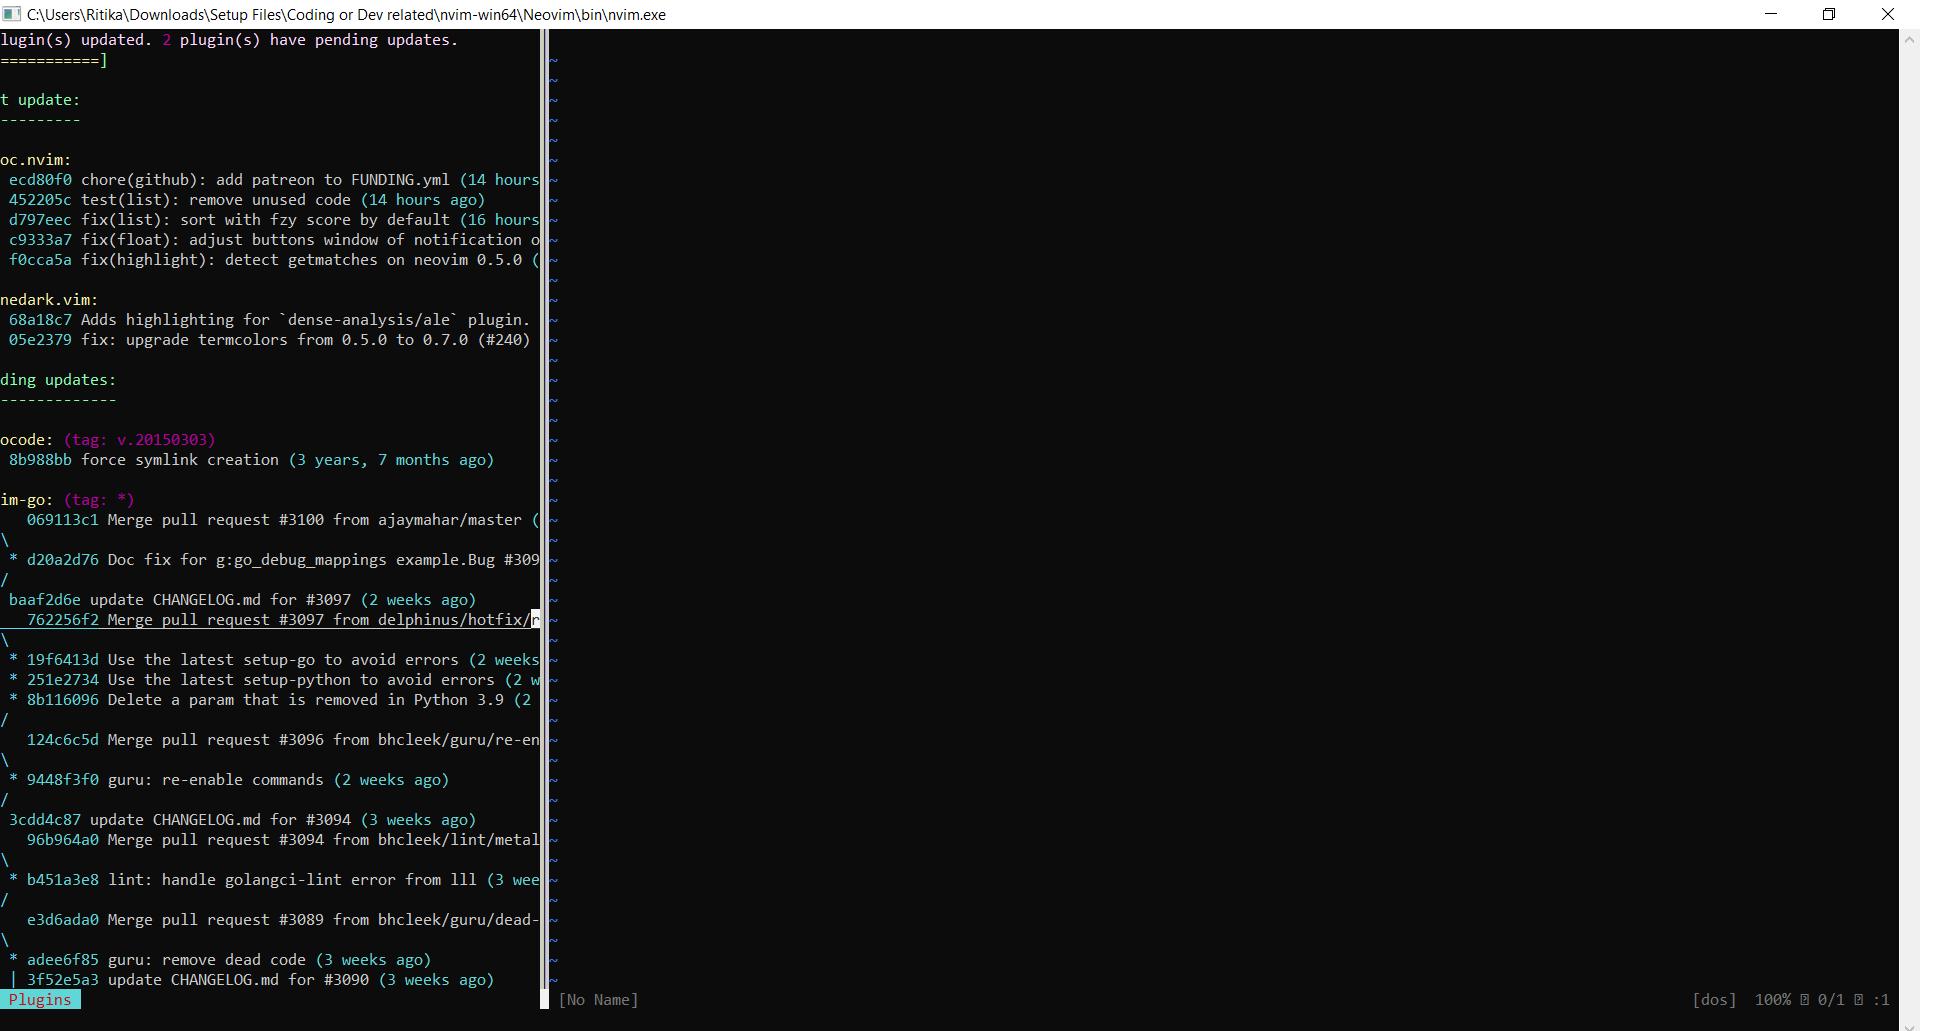 C:\Users\Ritika\Downloads\Setup Files\Coding or Dev related\nvim-win64\Neovim\bin\nvim.exe
lugin(s) updated. 2 plugin(s) have pending updates.
===========]
t update:
---------
oc.nvim:
ecd80f0 chore(github): add patreon to FUNDING.yml (14 hours
452205c test(list): remove unused code (14 hours ago)
d797eec fix(list): sort with fzy score by default (16 hours
c9333a7 fix(float): adjust buttons window of notification o
f0cca5a fix(highlight): detect getmatches on neovim 0.5.0 (
nedark.vim:
68a18c7 Adds highlighting for `dense-analysis/ale` plugin.
05e2379 fix: upgrade termcolors from 0.5.0 to 0.7.0 (#240)
ding updates:
-------------
ocode: (tag: v.20150303)
8b988bb force symlink creation (3 years, 7 months ago)
im-go: (tag: *)
069113c1 Merge pull request #3100 from ajaymahar/master (
\
* d20a2d76 Doc fix for g:go_debug_mappings example.Bug #309
/
baaf2d6e update CHANGELOG.md for #3097 (2 weeks ago)
762256f2 Merge pull request #3097 from delphinus/hotfix/r
\
* 19f6413d Use the latest setup-go to avoid errors (2 weeks
* 251e2734 Use the latest setup-python to avoid errors (2 w
* 8b116096 Delete a param that is removed in Python 3.9 (2
/
124c6c5d Merge pull request #3096 from bhcleek/guru/re-en
\
* 9448f3f0 guru: re-enable commands (2 weeks ago)
/
3cdd4c87 update CHANGELOG.md for #3094 (3 weeks ago)
96b964a0 Merge pull request #3094 from bhcleek/lint/metal
\
* b451a3e8 lint: handle golangci-lint error from lll (3 wee
/
e3d6ada0 Merge pull request #3089 from bhcleek/guru/dead-
\
* adee6f85 guru: remove dead code (3 weeks ago)
| 3f52e5a3 update CHANGELOG.md for #3090 (3 weeks ago)
Plugins
[No Name]
[dos] 100% 0/1 :1